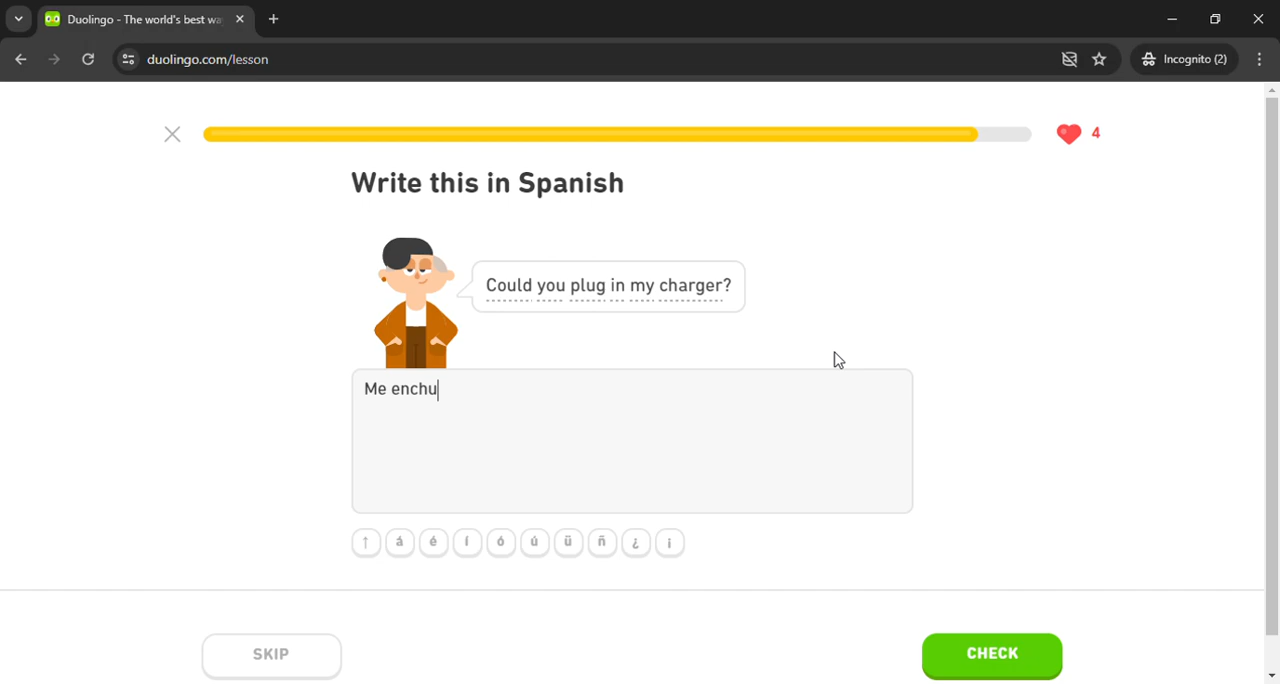 Duolingo - The world's best wa
duolingo.com/lesson
Incognito (2)
4
Write this in Spanish
Could you plug in my charger?
Me enchu
↑ á é í ó ú ü ñ ¿ ¡
SKIP
CHECK